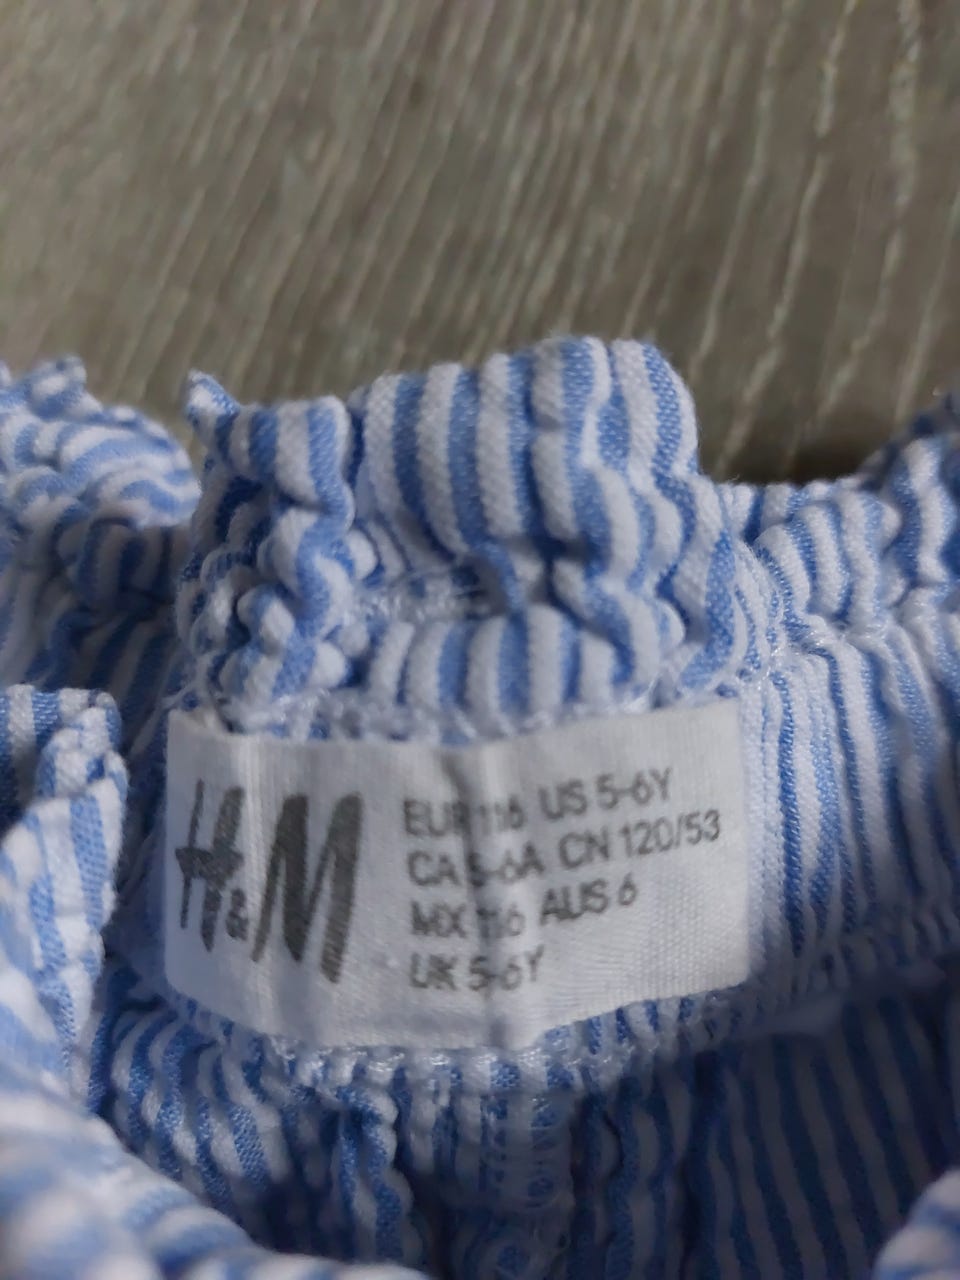 H&M
EUR 116 US 5-6Y
CA 5-6A CN 120/53
MX 116 AUS 6
UK 5-6Y